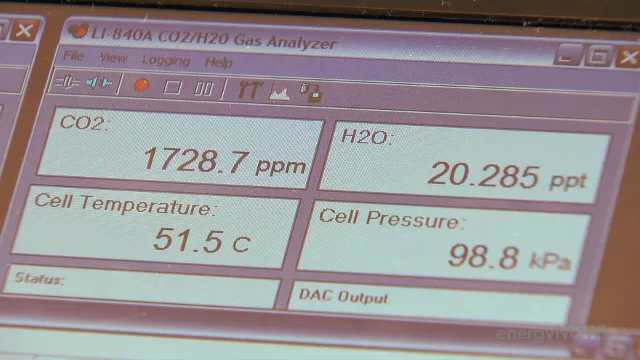 LI-840A CO2/H2O Gas Analyzer
File View Logging Help
CO2:
1728.7 ppm
H2O:
20.285 ppt
Cell Temperature:
51.5 C
Cell Pressure:
98.8 kPa
Status:
DAC Output